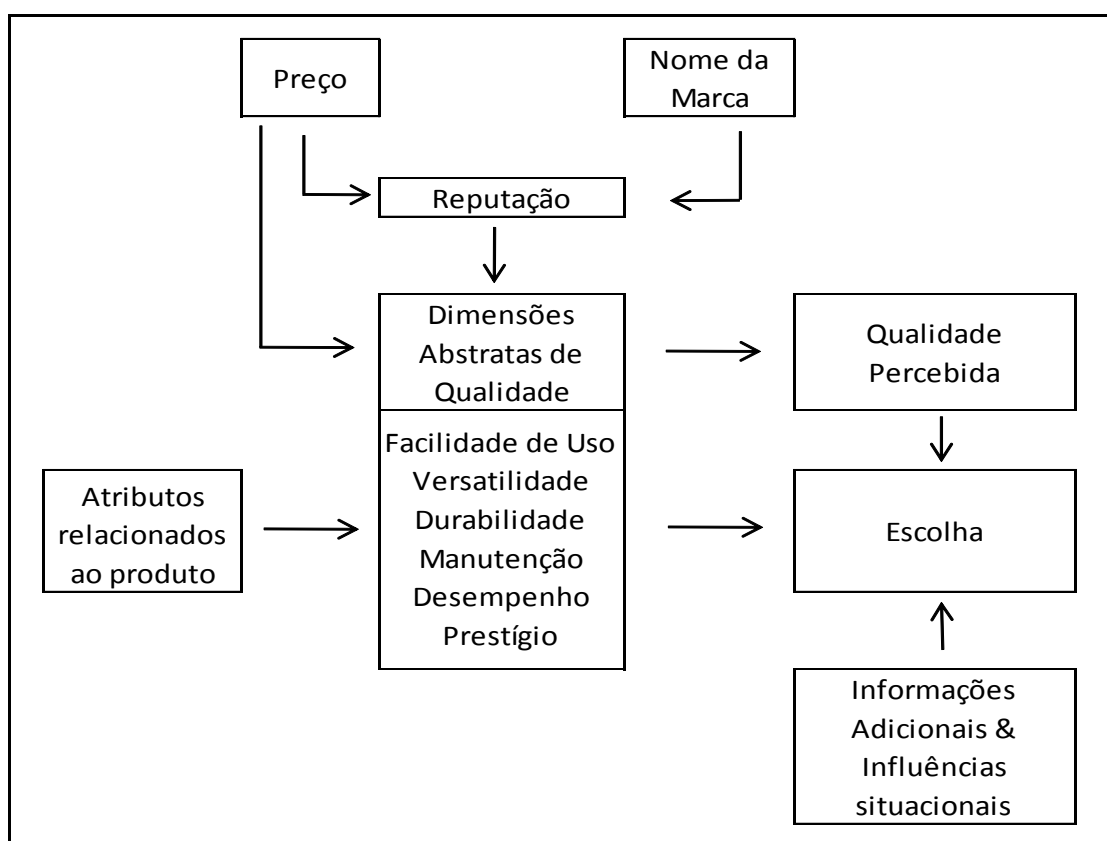 Preço
Nome da
Marca
Reputação
Dimensões
Abstratas de
Qualidade
Qualidade
Percebida
Facilidade de Uso
Versatilidade
Durabilidade
Manutenção
Desempenho
Prestígio
Atributos
relacionados
ao produto
Escolha
Informações
Adicionais &
Influências
situacionais